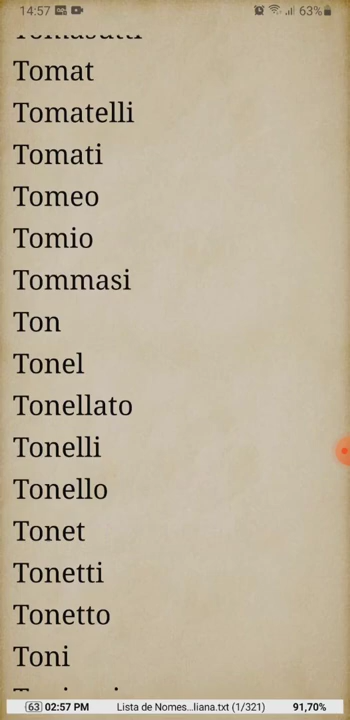 14:57 63%
Tomat
Tomatelli
Tomati
Tomeo
Tomio
Tommasi
Ton
Tonel
Tonellato
Tonelli
Tonello
Tonet
Tonetti
Tonetto
Toni
63 02:57 PM Lista de Nomes...liana.txt (1/321) 91,70%